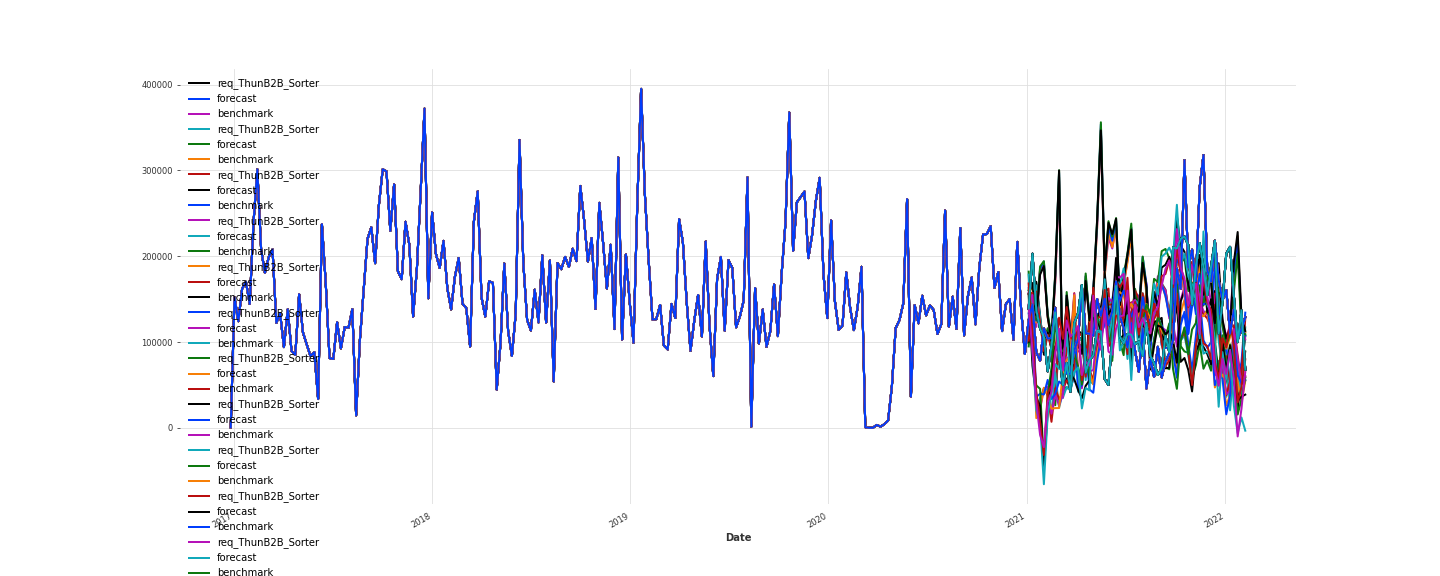 400000
300000
200000
100000
0
req_ThunB2B_Sorter
forecast
benchmark
req_ThunB2B_Sorter
forecast
benchmark
req_ThunB2B_Sorter
forecast
benchmark
req_ThunB2B_Sorter
forecast
benchmark
req_ThunB2B_Sorter
forecast
benchmark
req_ThunB2B_Sorter
forecast
benchmark
req_ThunB2B_Sorter
forecast
benchmark
req_ThunB2B_Sorter
forecast
benchmark
req_ThunB2B_Sorter
forecast
benchmark
req_ThunB2B_Sorter
forecast
benchmark
req_ThunB2B_Sorter
forecast
benchmark
2017
2018
2019
2020
2021
2022
Date